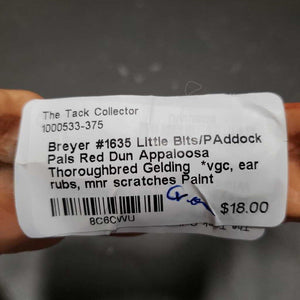 The Tack Collector
1000533-375
Breyer #1635 Little BIts/PAddock
Pals Red Dun Appaloosa
Thoroughbred Gelding *vgc, ear
rubs, mnr scratches Paint
$18.00
8C6CWU